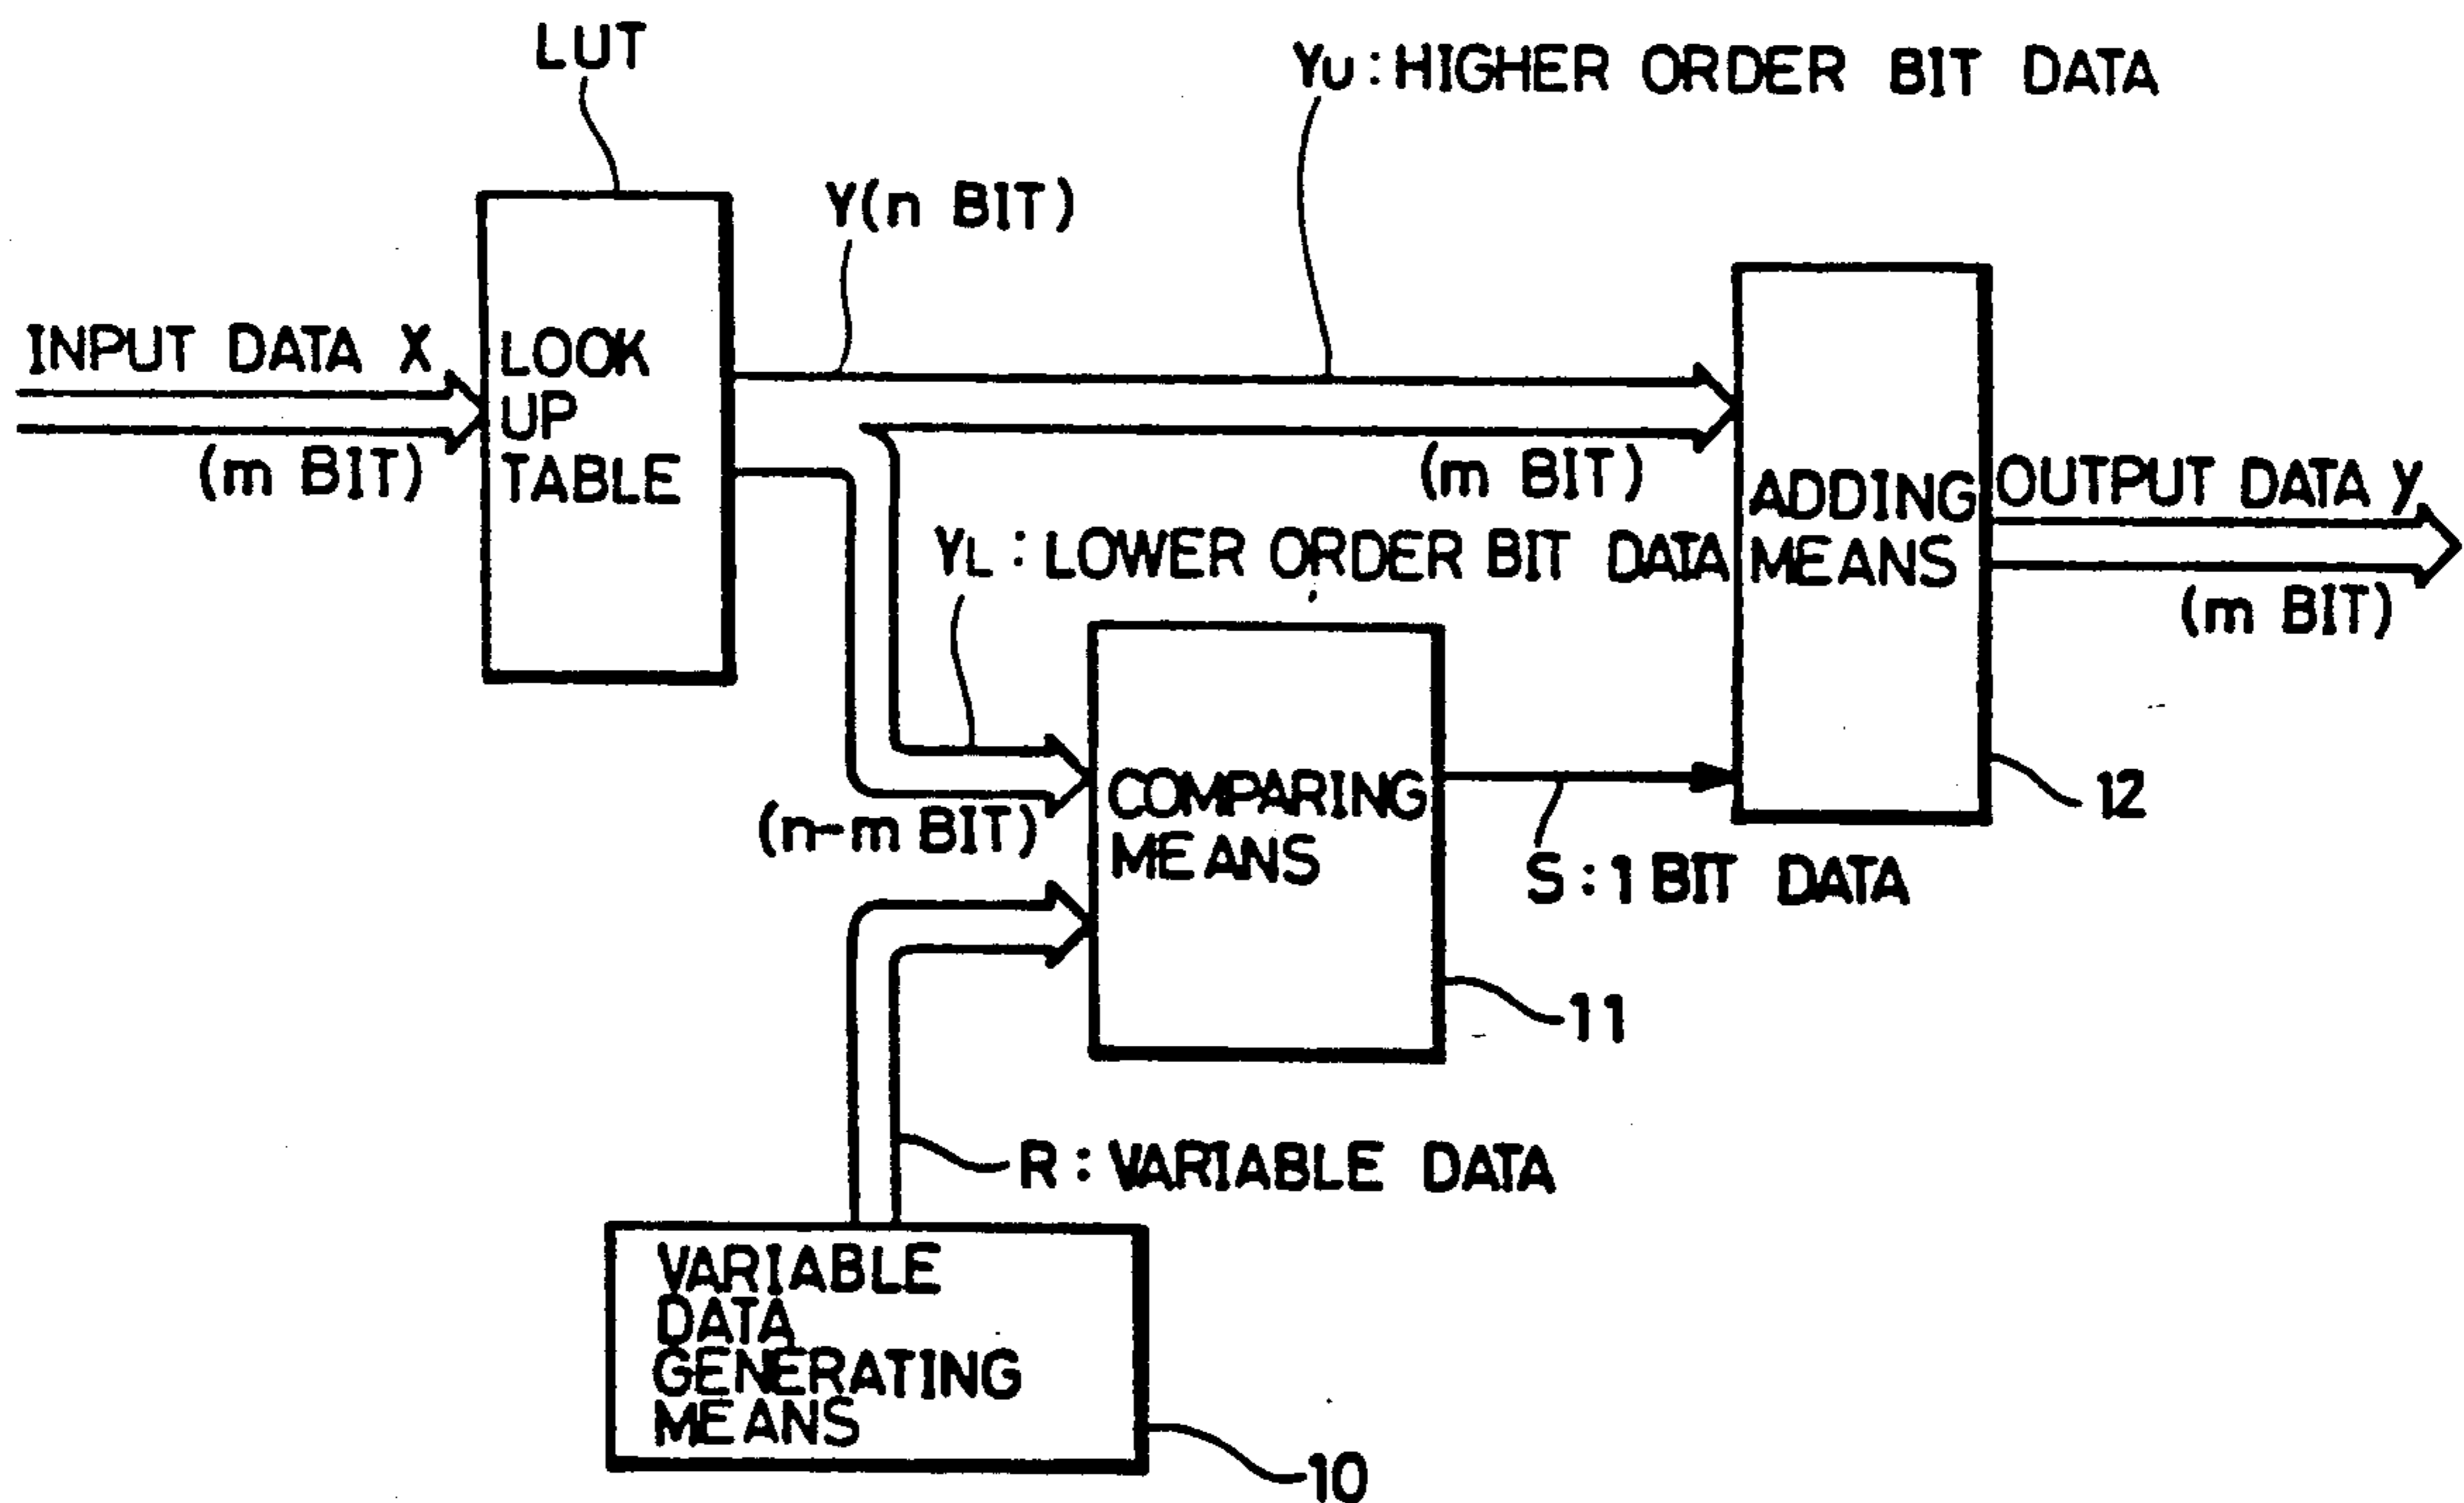 LUT
YU : HIGHER ORDER BIT DATA
Y(n BIT)
INPUT DATA X
(m BIT)
LOOK
UP
TABLE
(m BIT)
ADDING
MEANS
OUTPUT DATA y
(m BIT)
YL : LOWER ORDER BIT DATA
(n-m BIT)
COMPARING
MEANS
S : 1 BIT DATA
12
11
R : VARIABLE DATA
VARIABLE
DATA
GENERATING
MEANS
10